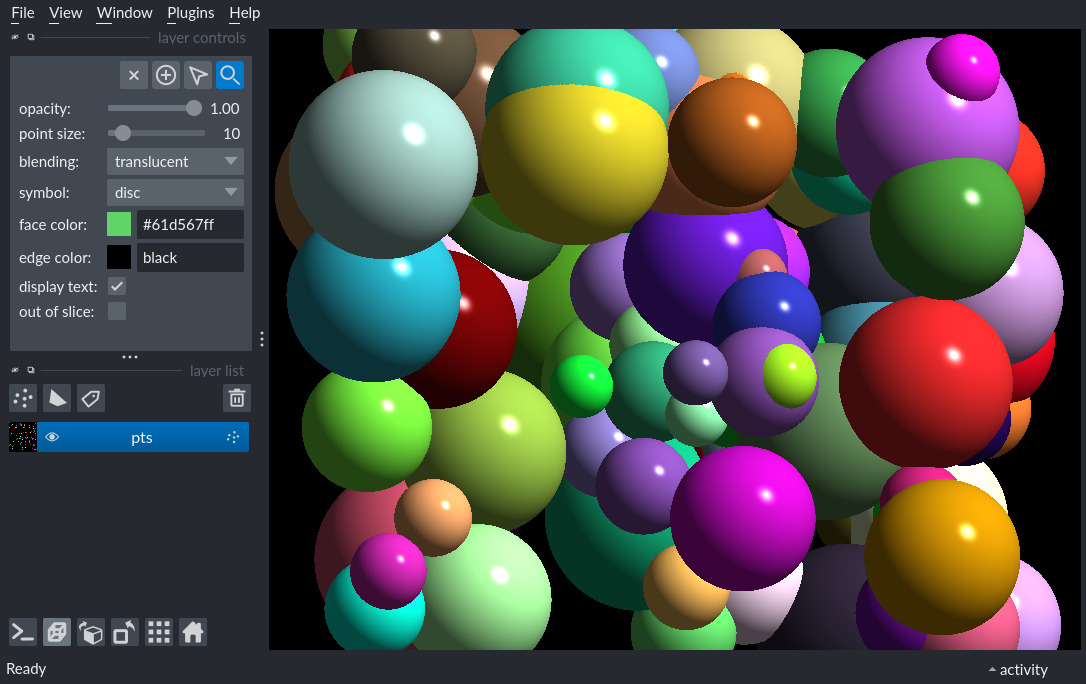 File View Window Plugins Help
layer controls
opacity: 1.00
point size: 10
blending: translucent
symbol: disc
face color: #61d567ff
edge color: black
display text:
out of slice:
layer list
pts
Ready
activity